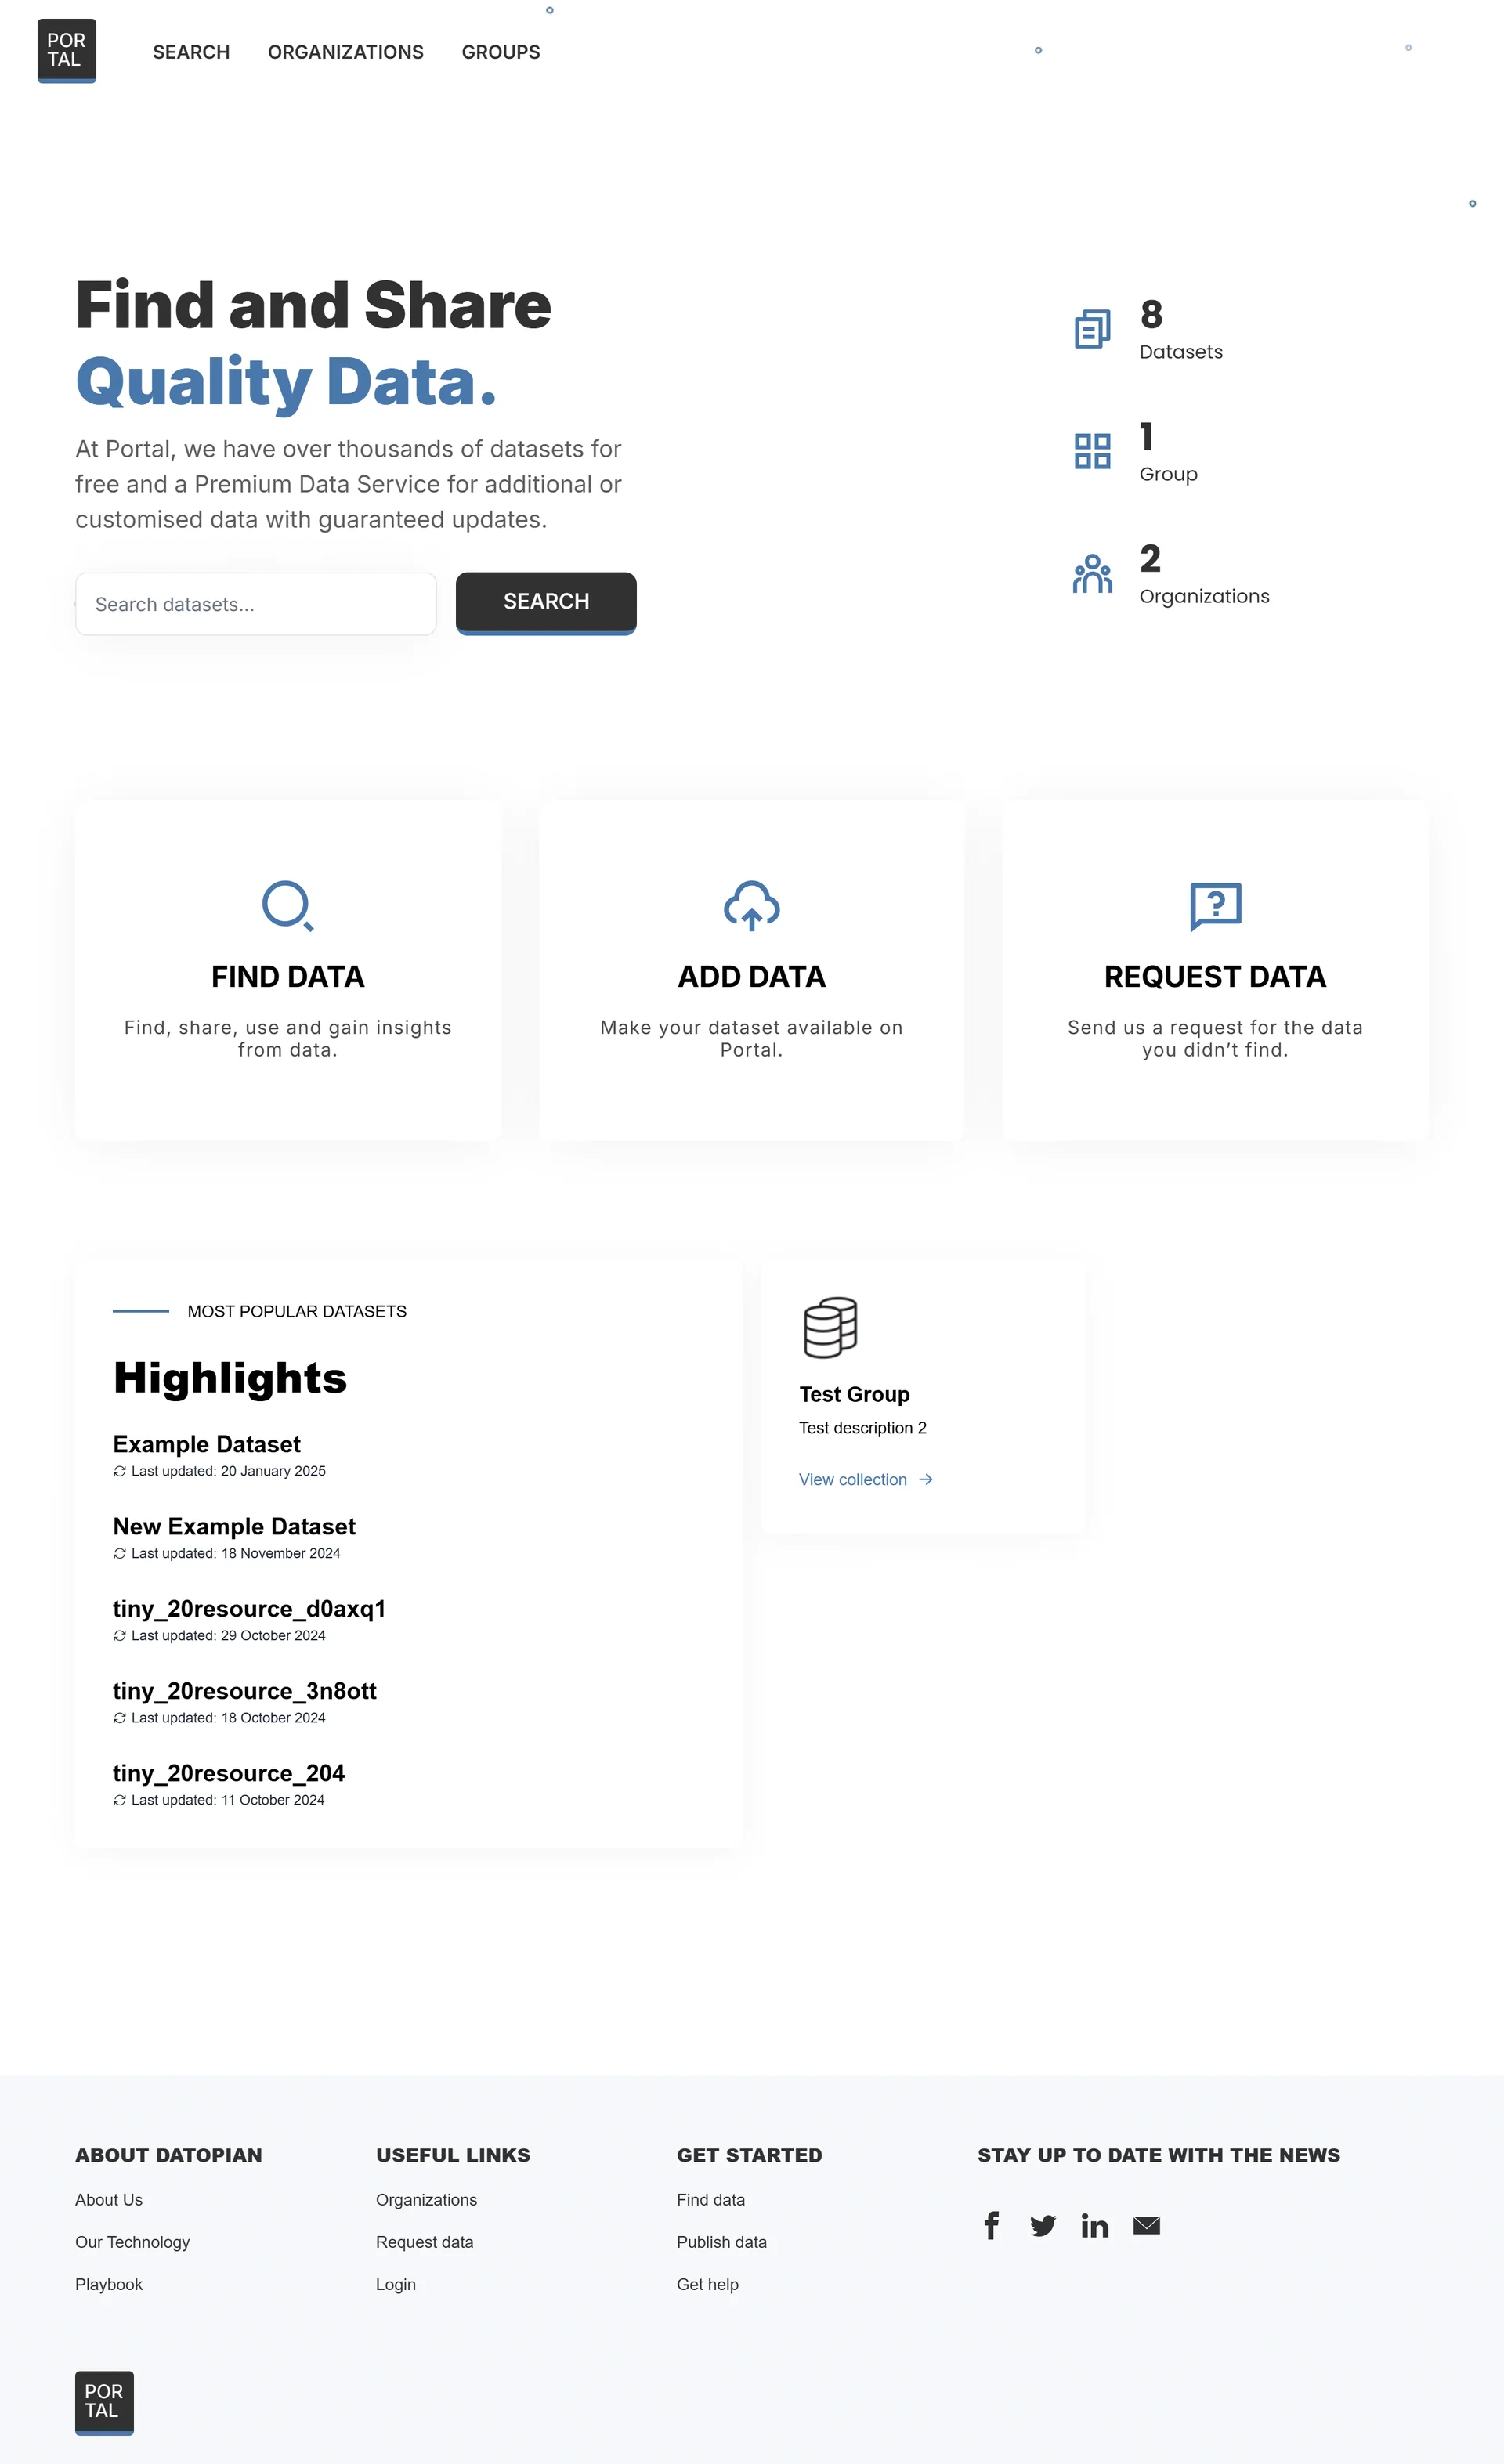 POR
TAL
SEARCH
ORGANIZATIONS
GROUPS
Find and Share
Quality Data.
At Portal, we have over thousands of datasets for
free and a Premium Data Service for additional or
customised data with guaranteed updates.
Search datasets...
SEARCH
8
Datasets
1
Group
2
Organizations
FIND DATA
Find, share, use and gain insights
from data.
ADD DATA
Make your dataset available on
Portal.
REQUEST DATA
Send us a request for the data
you didn’t find.
MOST POPULAR DATASETS
Highlights
Example Dataset
Last updated: 20 January 2025
New Example Dataset
Last updated: 18 November 2024
tiny_20resource_d0axq1
Last updated: 29 October 2024
tiny_20resource_3n8ott
Last updated: 18 October 2024
tiny_20resource_204
Last updated: 11 October 2024
Test Group
Test description 2
View collection
ABOUT DATOPIAN
About Us
Our Technology
Playbook
USEFUL LINKS
Organizations
Request data
Login
GET STARTED
Find data
Publish data
Get help
STAY UP TO DATE WITH THE NEWS
POR
TAL